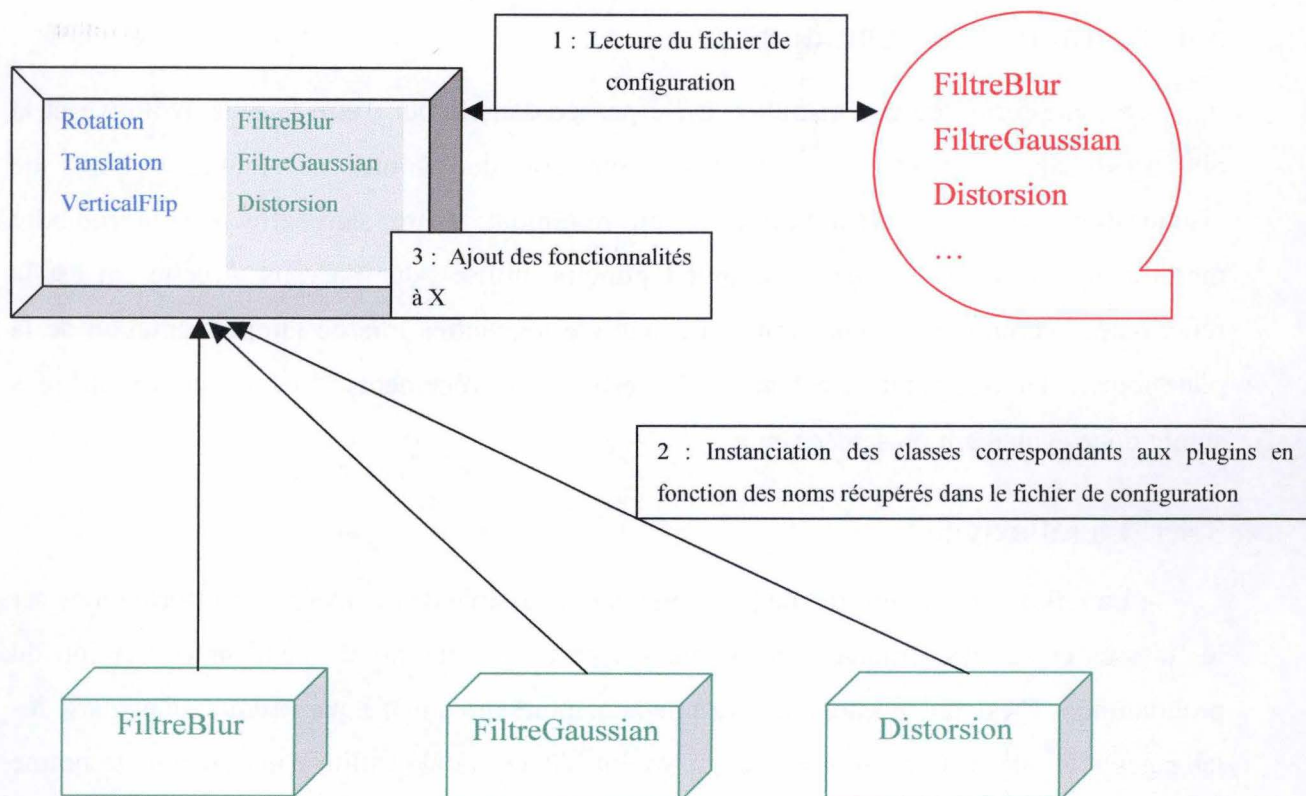 1 : Lecture du fichier de
configuration
FiltreBlur
FiltreGaussian
Distorsion
…
Rotation FiltreBlur
Tanslation FiltreGaussian
VerticalFlip Distorsion
3 : Ajout des fonctionnalités
à X
2 : Instanciation des classes correspondants aux plugins en
fonction des noms récupérés dans le fichier de configuration
FiltreBlur
FiltreGaussian
Distorsion